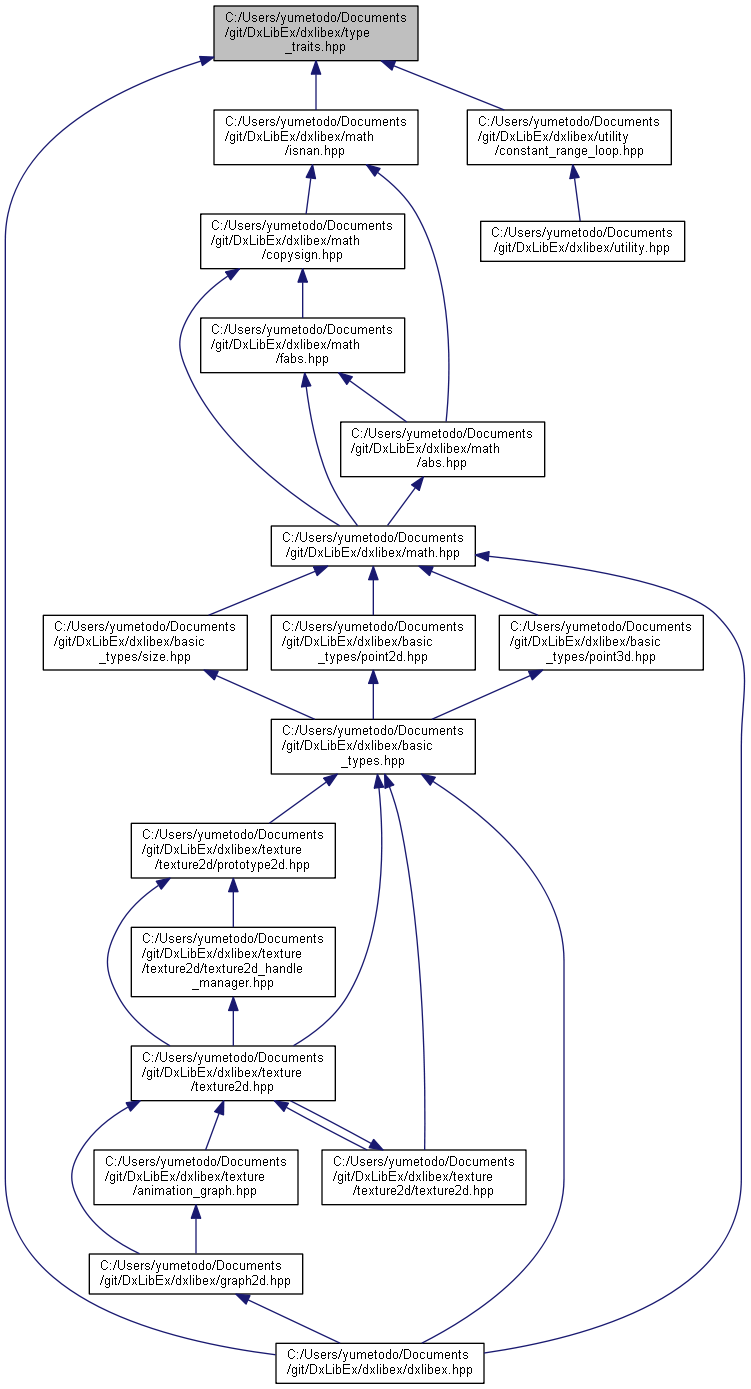 C:/Users/yumetodo/Documents
/git/DxLibEx/dxlibex/type
_traits.hpp
C:/Users/yumetodo/Documents
/git/DxLibEx/dxlibex/math
/isnan.hpp
C:/Users/yumetodo/Documents
/git/DxLibEx/dxlibex/utility
/constant_range_loop.hpp
C:/Users/yumetodo/Documents
/git/DxLibEx/dxlibex/math
/copysign.hpp
C:/Users/yumetodo/Documents
/git/DxLibEx/dxlibex/utility.hpp
C:/Users/yumetodo/Documents
/git/DxLibEx/dxlibex/math
/fabs.hpp
C:/Users/yumetodo/Documents
/git/DxLibEx/dxlibex/math
/abs.hpp
C:/Users/yumetodo/Documents
/git/DxLibEx/dxlibex/math.hpp
C:/Users/yumetodo/Documents
/git/DxLibEx/dxlibex/basic
_types/size.hpp
C:/Users/yumetodo/Documents
/git/DxLibEx/dxlibex/basic
_types/point2d.hpp
C:/Users/yumetodo/Documents
/git/DxLibEx/dxlibex/basic
_types/point3d.hpp
C:/Users/yumetodo/Documents
/git/DxLibEx/dxlibex/basic
_types.hpp
C:/Users/yumetodo/Documents
/git/DxLibEx/dxlibex/texture
/texture2d/prototype2d.hpp
C:/Users/yumetodo/Documents
/git/DxLibEx/dxlibex/texture
/texture2d/texture2d_handle
_manager.hpp
C:/Users/yumetodo/Documents
/git/DxLibEx/dxlibex/texture
/texture2d.hpp
C:/Users/yumetodo/Documents
/git/DxLibEx/dxlibex/texture
/animation_graph.hpp
C:/Users/yumetodo/Documents
/git/DxLibEx/dxlibex/texture
/texture2d/texture2d.hpp
C:/Users/yumetodo/Documents
/git/DxLibEx/dxlibex/graph2d.hpp
C:/Users/yumetodo/Documents
/git/DxLibEx/dxlibex/dxlibex.hpp